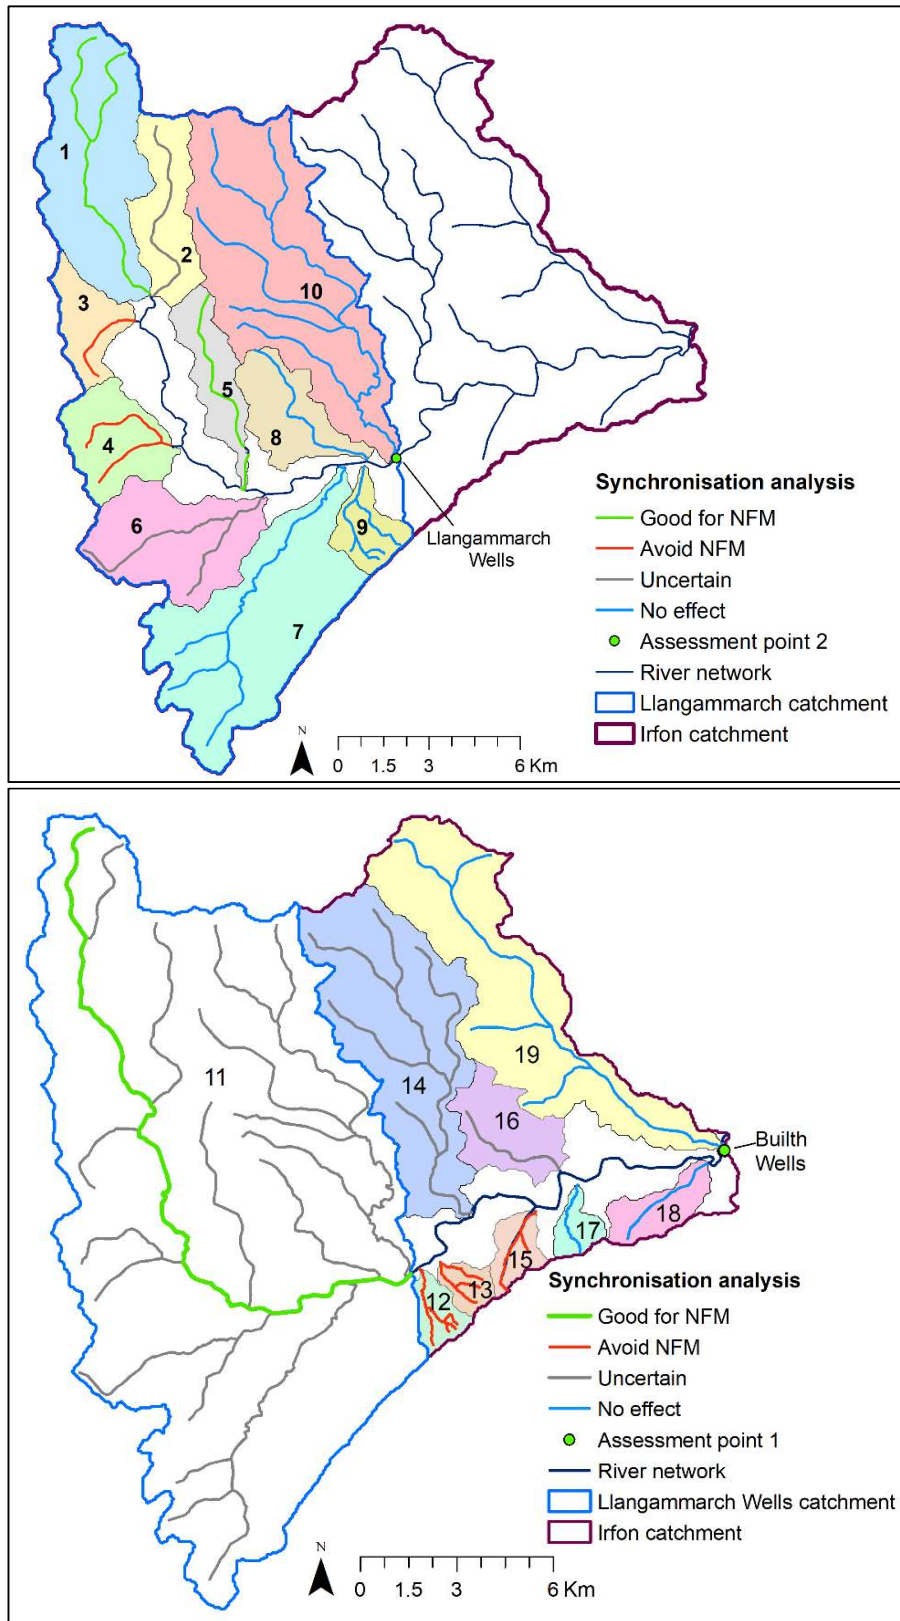 1
2
3
10
5
4
8
6
9
7
Llangammarch
Wells
Synchronisation analysis
Good for NFM
Avoid NFM
Uncertain
No effect
Assessment point 2
River network
Llangammarch catchment
Irfon catchment
N
0 1.5 3 6 Km
11
14
19
16
Builth
Wells
18
17
15
13
12
Synchronisation analysis
Good for NFM
Avoid NFM
Uncertain
No effect
Assessment point 1
River network
Llangammarch Wells catchment
Irfon catchment
N
0 1.5 3 6 Km